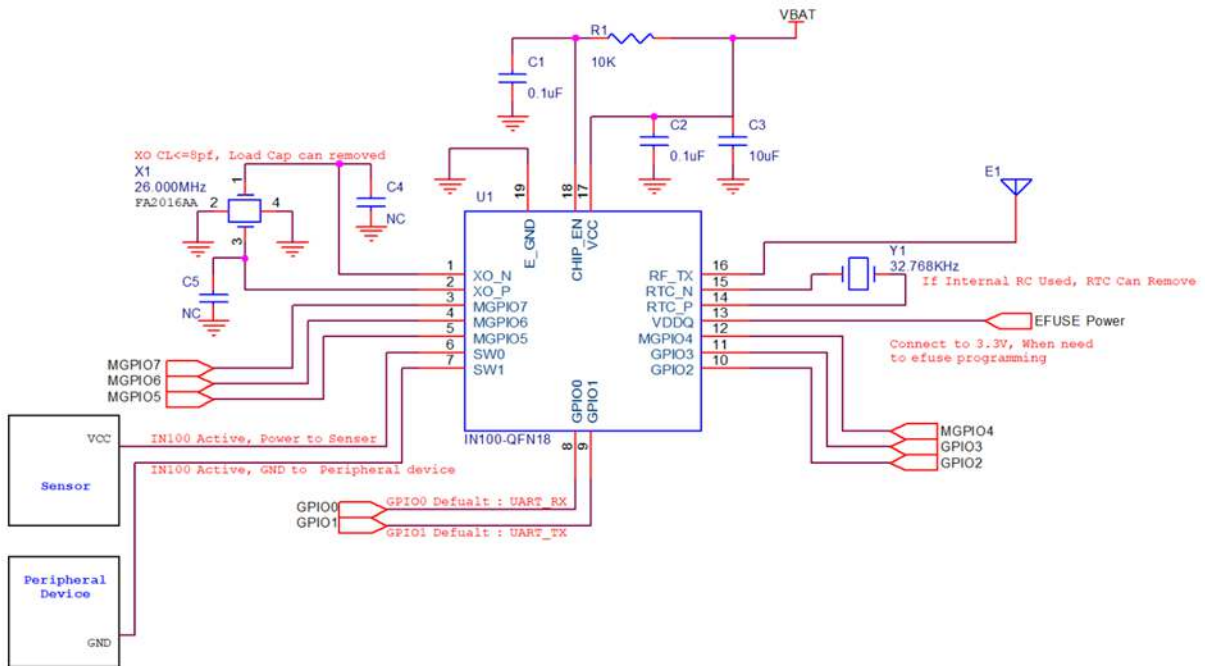 VBAT
R1
10K
C1
0.1uF
C2
0.1uF
C3
10uF
XO CL<=8pf, Load Cap can removed
X1
26.000MHz
FA2016AA
1
2
4
3
C4
NC
C5
NC
E1
U1
19
18
17
E_GND
CHIP_EN
VCC
1 XO_N
2 XO_P
3 MGPIO7
4 MGPIO6
5 MGPIO5
6 SW0
7 SW1
RF_TX 16
RTC_N 15
RTC_P 14
VDDQ 13
MGPIO4 12
GPIO3 11
GPIO2 10
GPIO0
GPIO1
8
9
IN100-QFN18
Y1
32.768KHz
If Internal RC Used, RTC Can Remove
EFUSE Power
Connect to 3.3V, When need
to efuse programming
MGPIO7
MGPIO6
MGPIO5
MGPIO4
GPIO3
GPIO2
VCC
Sensor
IN100 Active, Power to Sensor
IN100 Active, GND to Peripheral device
GPIO0
GPIO0 Defualt : UART_RX
GPIO1
GPIO1 Defualt : UART_TX
Peripheral
Device
GND